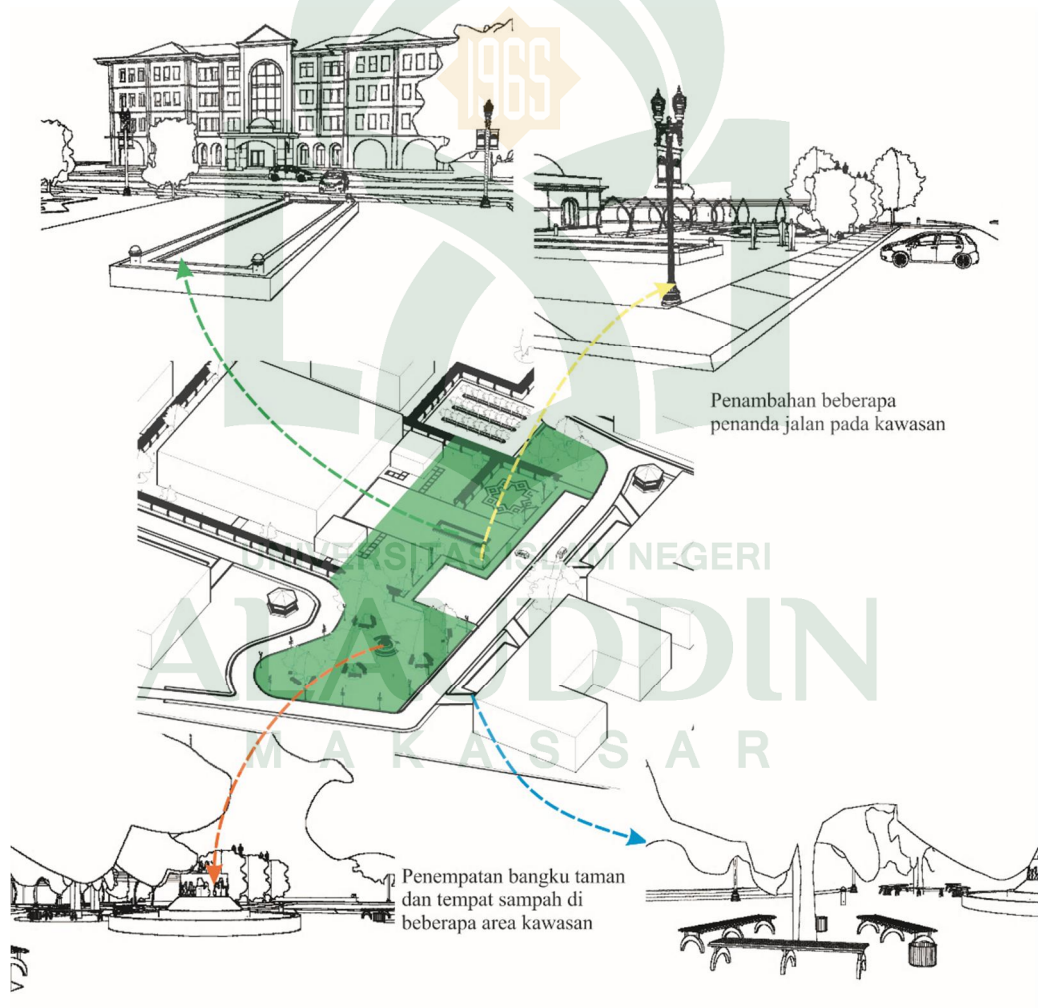 1965
Penambahan beberapa
penanda jalan pada kawasan
UNIVERSITAS ISLAM NEGERI
ALAUDDIN
MAKASSAR
Penempatan bangku taman
dan tempat sampah di
beberapa area kawasan